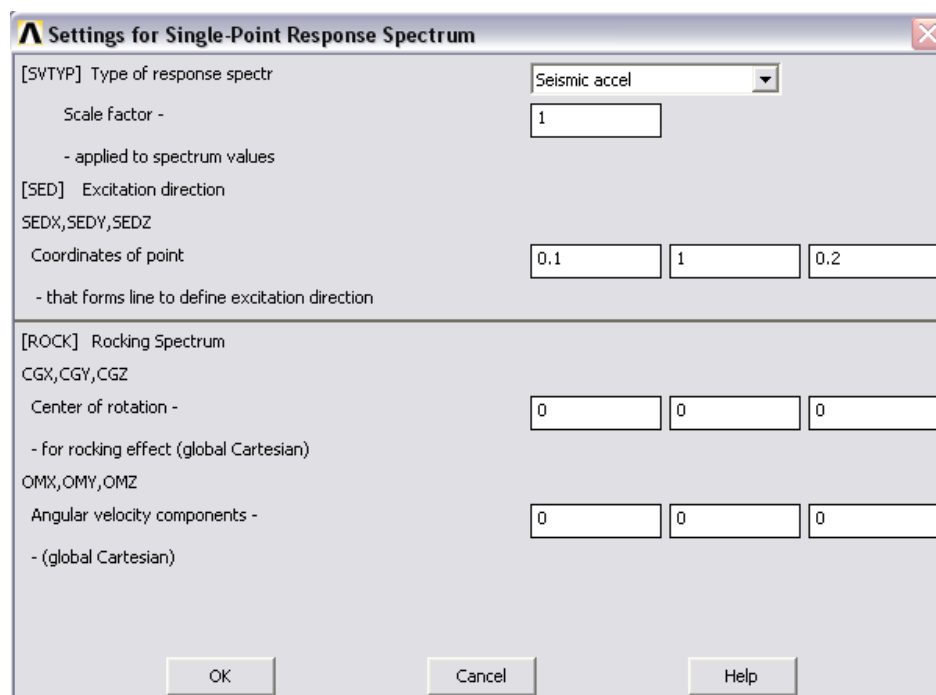 Settings for Single-Point Response Spectrum
[SVTYP] Type of response spectr
Seismic accel
Scale factor -
1
- applied to spectrum values
[SED] Excitation direction
SEDX,SEDY,SEDZ
Coordinates of point
0.1 1 0.2
- that forms line to define excitation direction
[ROCK] Rocking Spectrum
CGX,CGY,CGZ
Center of rotation -
0 0 0
- for rocking effect (global Cartesian)
OMX,OMY,OMZ
Angular velocity components -
0 0 0
- (global Cartesian)
OK Cancel Help